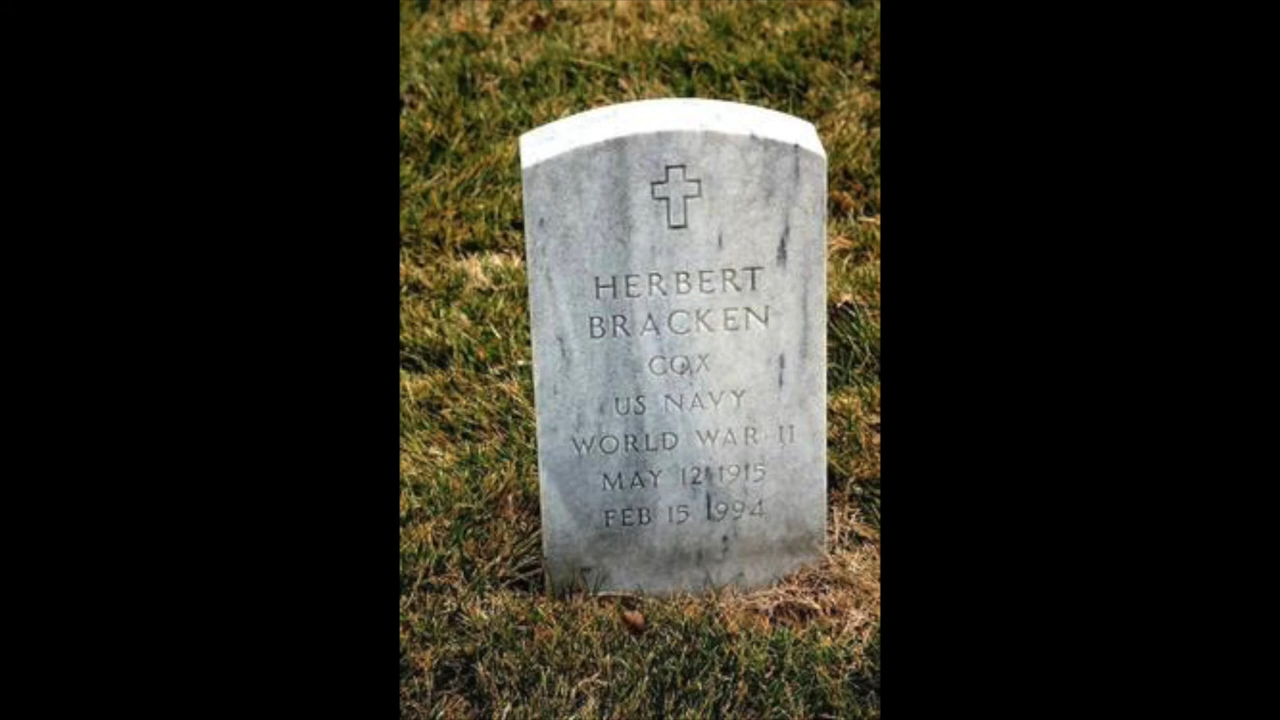 HERBERT
BRACKEN
COX
US NAVY
WORLD WAR II
MAY 12 1915
FEB 15 1994